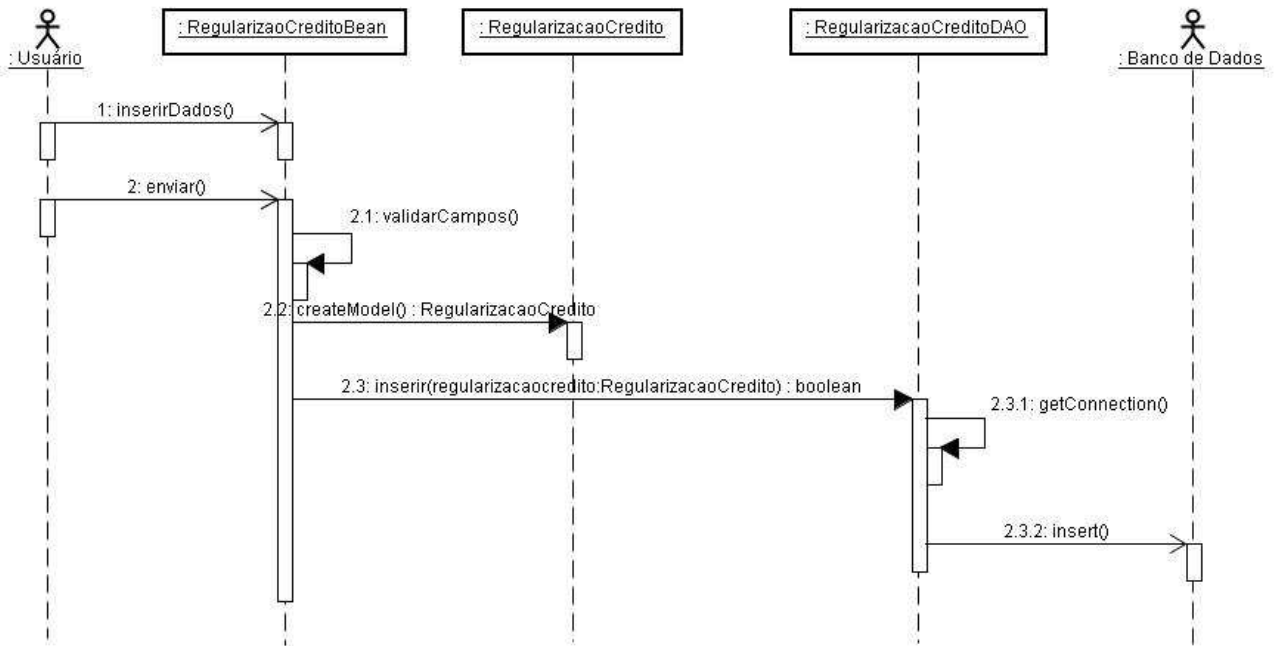 : Usuário
: RegularizaoCreditoBean
: RegularizacaoCredito
: RegularizacaoCreditoDAO
: Banco de Dados
1: inserirDados()
2: enviar()
2.1: validarCampos()
2.2: createModel() : RegularizacaoCredito
2.3: inserir(regularizacaocredito:RegularizacaoCredito) : boolean
2.3.1: getConnection()
2.3.2: insert()